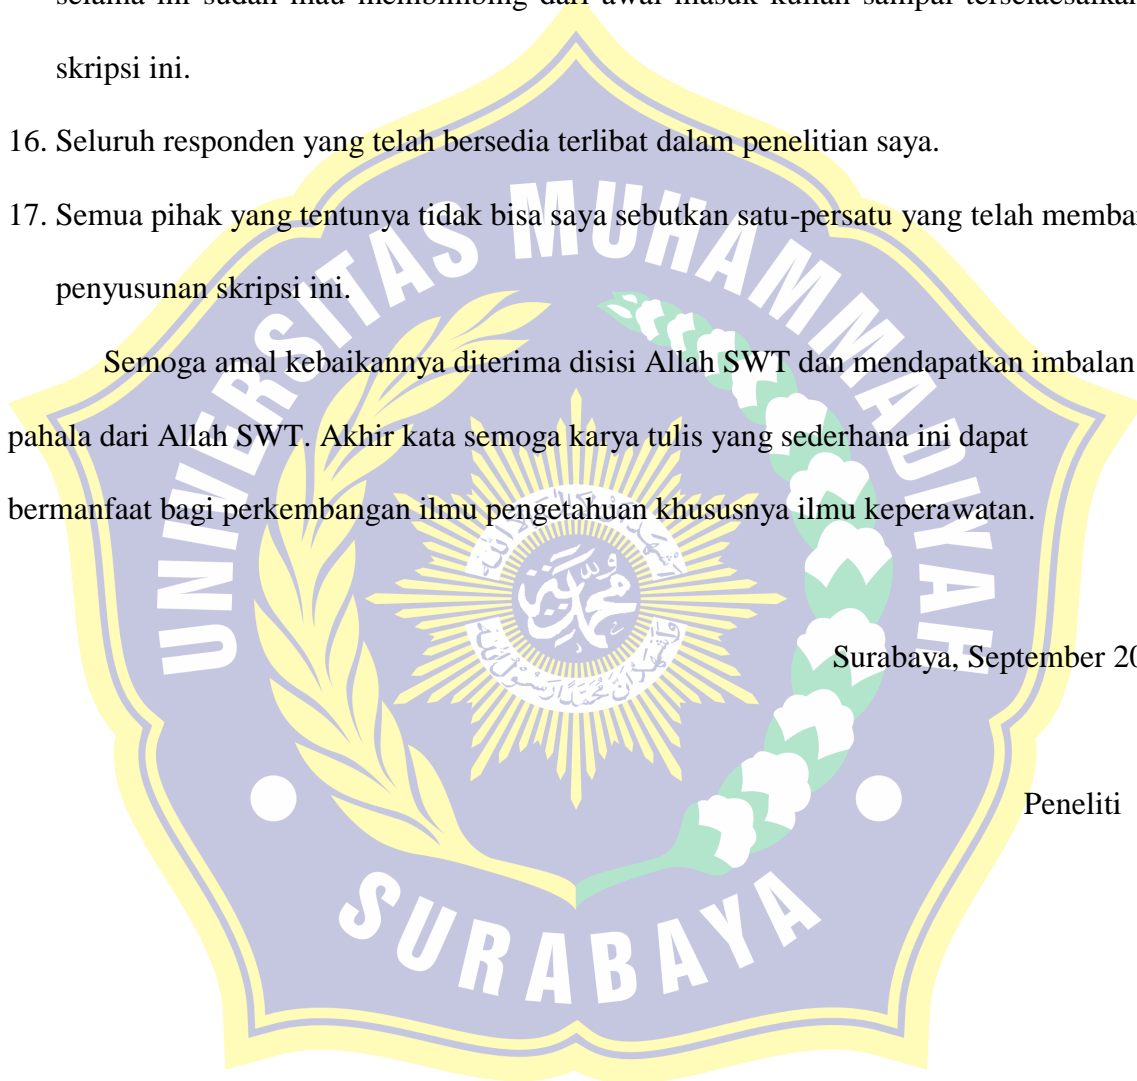 selama ini sudah mau membimbing dari awal masuk kuliah sampai
skripsi ini.
16. Seluruh responden yang telah bersedia terlibat dalam penelitian saya.
17. Semua pihak yang tentunya tidak bisa saya sebutkan satu-persatu yang telah
penyusunan skripsi ini.
Semoga amal kebaikannya diterima disisi Allah SWT dan mendapatkan imbalan
pahala dari Allah SWT. Akhir kata semoga karya tulis yang sederhana ini dapat
bermanfaat bagi perkembangan ilmu pengetahuan khususnya ilmu keperawatan.
Surabaya, September
Peneliti
UNIVERSITAS MUHAMMADIYAH
SURABAYA